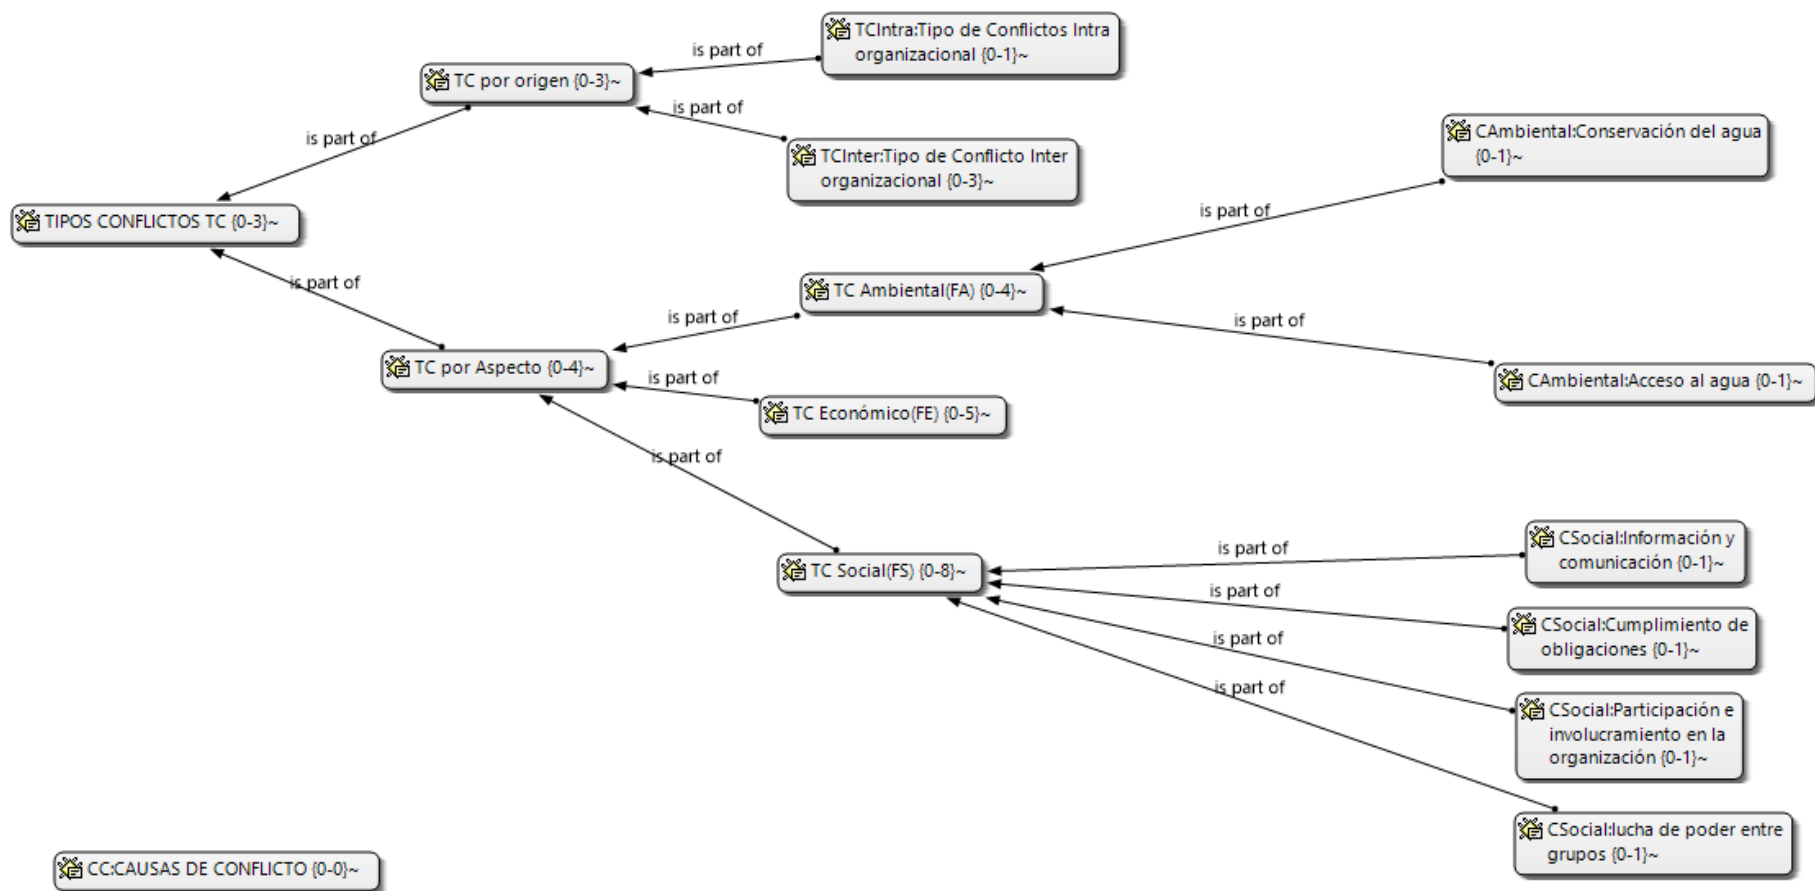 TCIntra:Tipo de Conflictos Intra
organizacional {0-1}~
is part of
TC por origen {0-3}~
is part of
is part of
TCInter:Tipo de Conflicto Inter
organizacional {0-3}~
CAmbiental:Conservación del agua
{0-1}~
is part of
TIPOS CONFLICTOS TC {0-3}~
is part of
TC Ambiental(FA) {0-4}~
is part of
is part of
TC por Aspecto {0-4}~
is part of
CAmbiental:Acceso al agua {0-1}~
TC Económico(FE) {0-5}~
is part of
CSocial:Información y
comunicación {0-1}~
is part of
TC Social(FS) {0-8}~
is part of
CSocial:Cumplimiento de
obligaciones {0-1}~
is part of
is part of
CSocial:Participación e
involucramiento en la
organización {0-1}~
CSocial:lucha de poder entre
grupos {0-1}~
CC:CAUSAS DE CONFLICTO {0-0}~